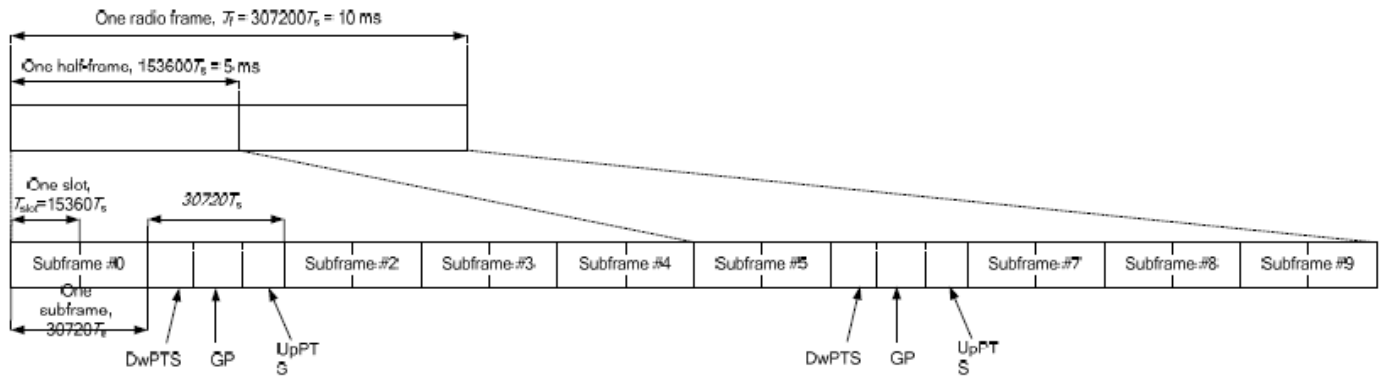 One radio frame, Tf = 307200Ts = 10 ms
One half-frame, 153600Ts = 5 ms
One slot,
Tslot=15360Ts
30720Ts
Subframe #0
Subframe #2
Subframe #3
Subframe #4
Subframe #5
Subframe #7
Subframe #8
Subframe #9
One
subframe,
30720Ts
DwPTS
GP
UpPT
S
DwPTS
GP
UpPT
S